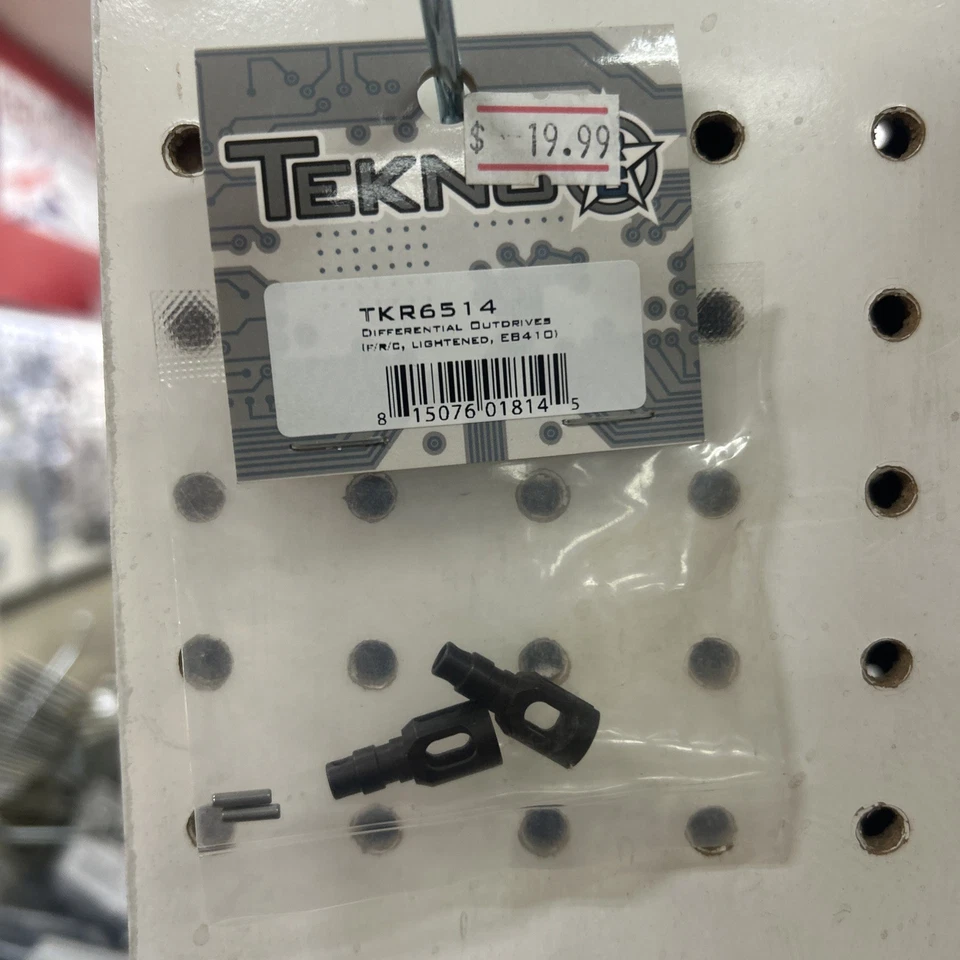 $ 19.99
TEKNO
TKR6514
DIFFERENTIAL OUTDRIVES
(F/R/C, LIGHTENED, EB410)
8 15076 01814 5